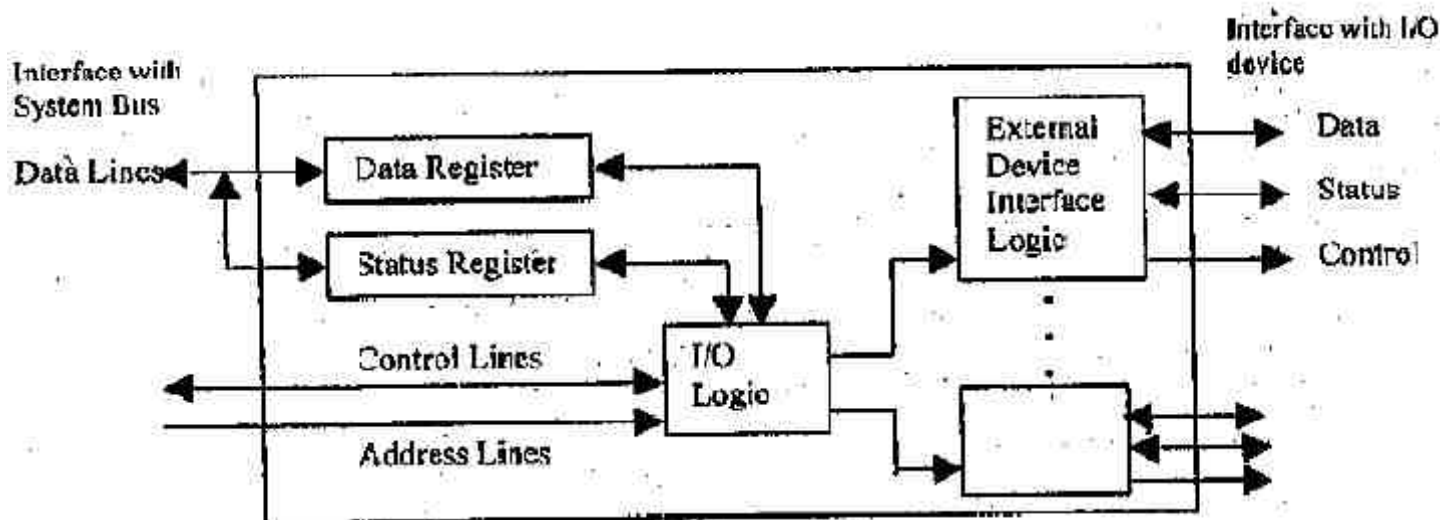 Interface with I/O
device
Interface with
System Bus
Data Lines
Data Register
Status Register
Control Lines
Address Lines
I/O
Logic
External
Device
Interface
Logic
Data
Status
Control